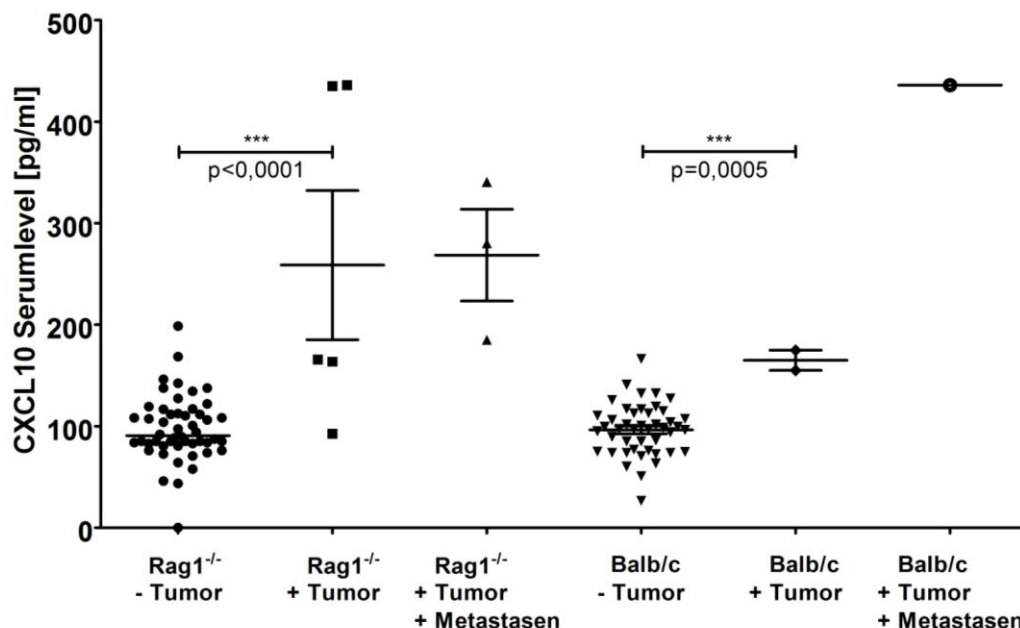 CXCL10 Serumlevel [pg/ml]
500
400
300
200
100
0
***
p<0,0001
***
p=0,0005
Rag1-/-
- Tumor
Rag1-/-
+ Tumor
Rag1-/-
+ Tumor
+ Metastasen
Balb/c
- Tumor
Balb/c
+ Tumor
Balb/c
+ Tumor
+ Metastasen